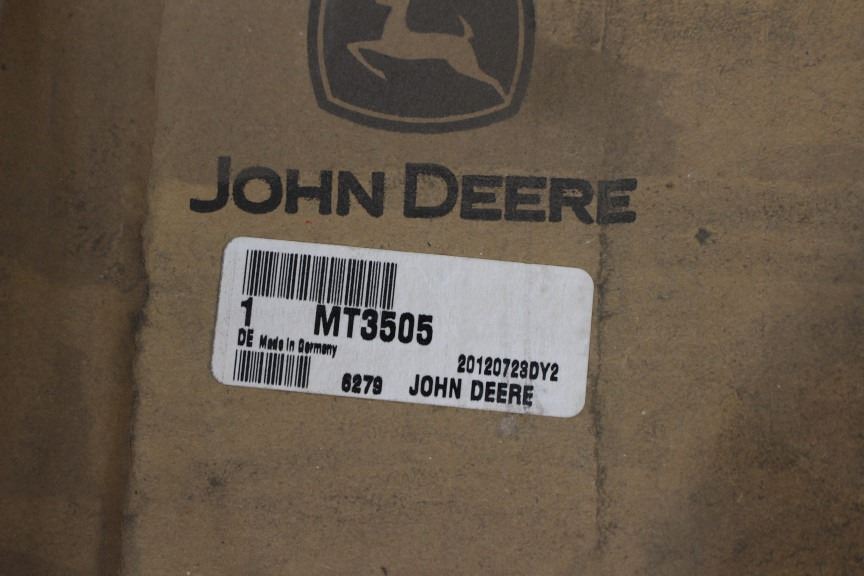 JOHN DEERE
1 MT3505
DE Made in Germany
20120723DY2
6279 JOHN DEERE